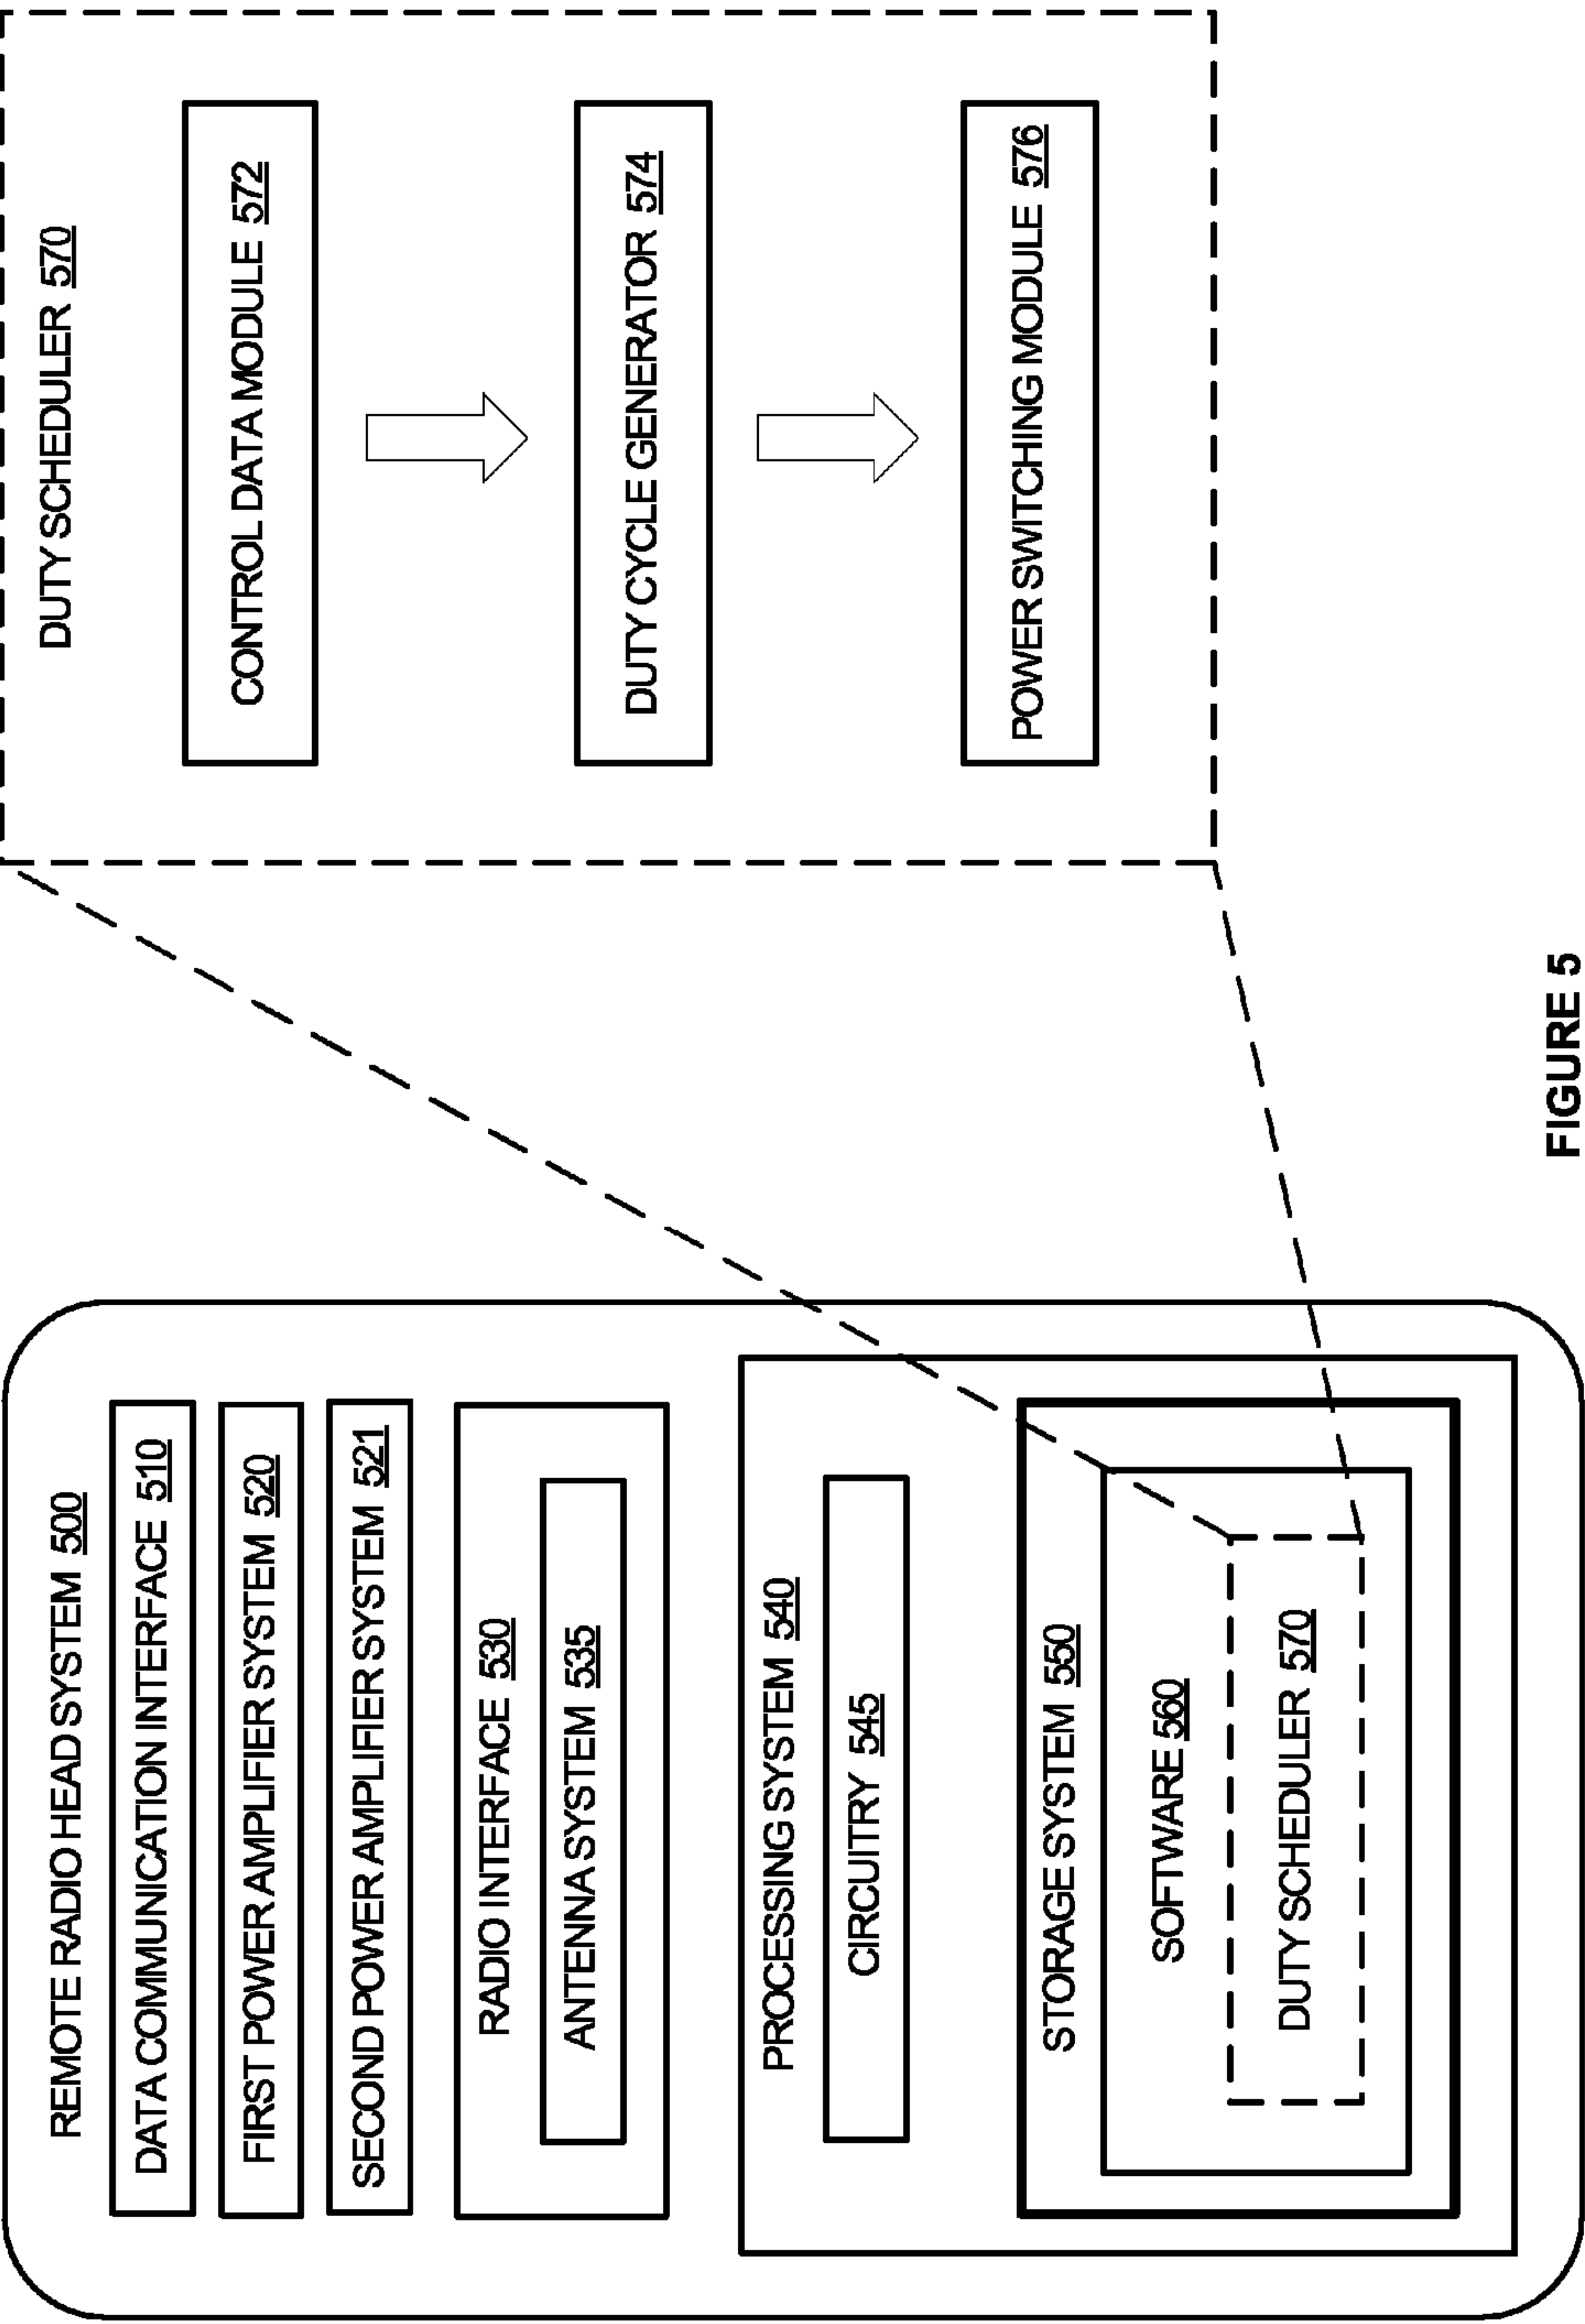 REMOTE RADIO HEAD SYSTEM 500
DATA COMMUNICATION INTERFACE 510
FIRST POWER AMPLIFIER SYSTEM 520
SECOND POWER AMPLIFIER SYSTEM 521
RADIO INTERFACE 530
ANTENNA SYSTEM 535
PROCESSING SYSTEM 540
CIRCUITRY 545
STORAGE SYSTEM 550
SOFTWARE 560
DUTY SCHEDULER 570
DUTY SCHEDULER 570
CONTROL DATA MODULE 572
DUTY CYCLE GENERATOR 574
POWER SWITCHING MODULE 576
FIGURE 5